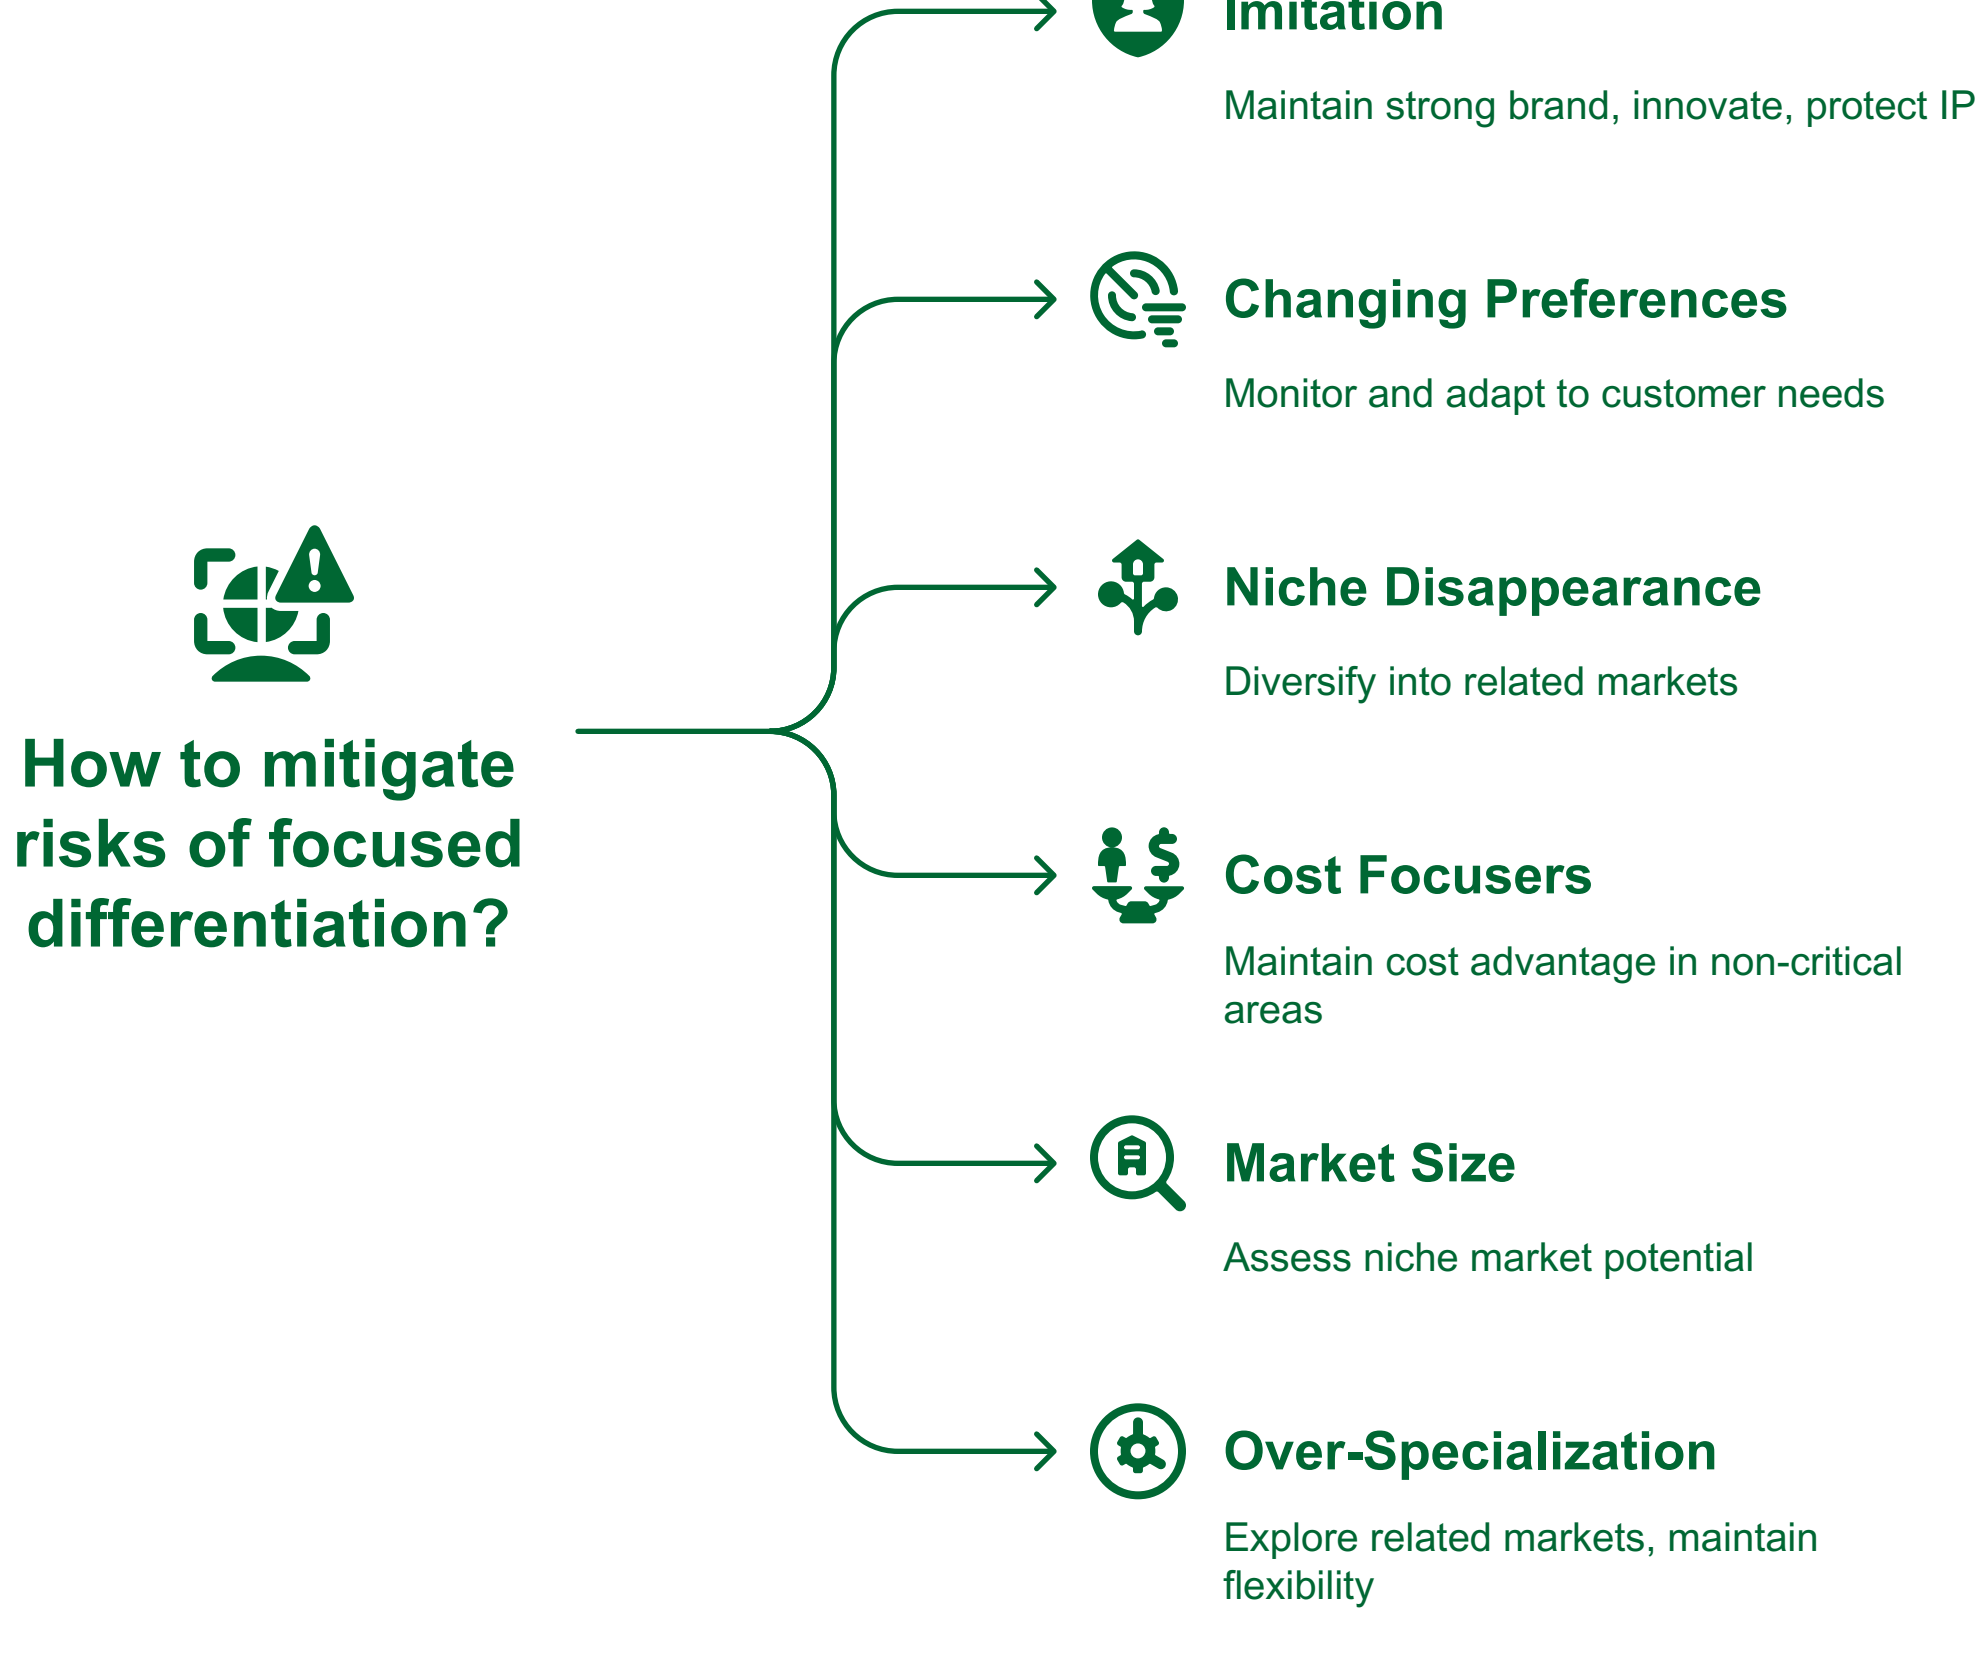 Imitation
Maintain strong brand, innovate, protect IP
Changing Preferences
Monitor and adapt to customer needs
Niche Disappearance
Diversify into related markets
How to mitigate
risks of focused
differentiation?
Cost Focusers
Maintain cost advantage in non-critical
areas
Market Size
Assess niche market potential
Over-Specialization
Explore related markets, maintain
flexibility